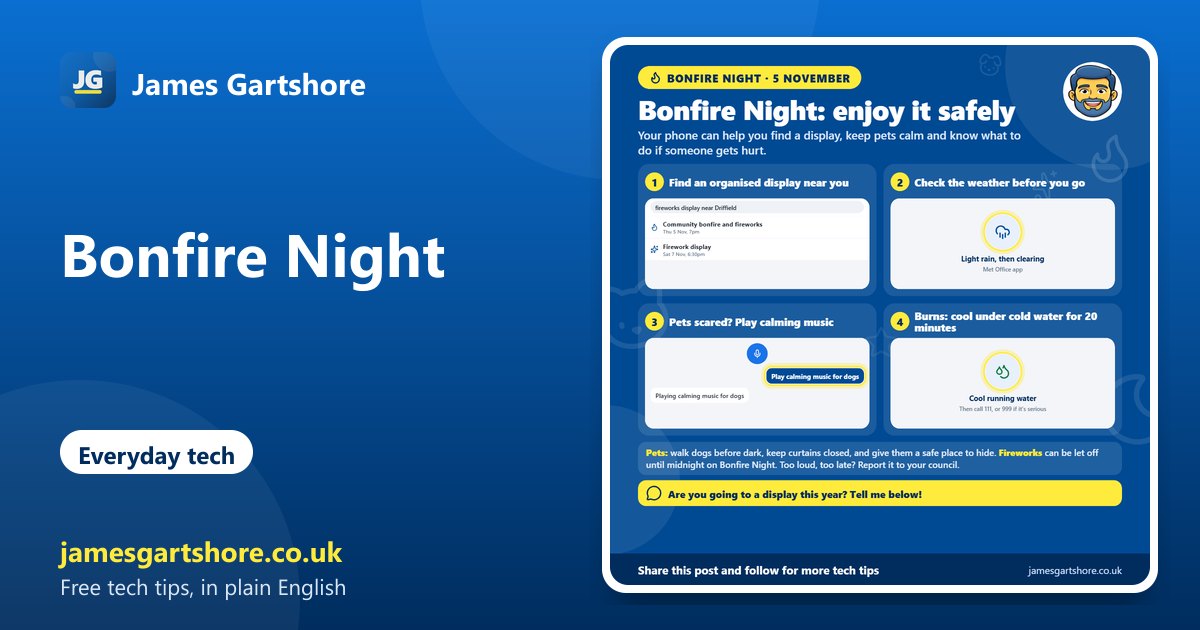 JG
James Gartshore
Bonfire Night
Everyday tech
jamesgartshore.co.uk
Free tech tips, in plain English
BONFIRE NIGHT · 5 NOVEMBER
Bonfire Night: enjoy it safely
Your phone can help you find a display, keep pets calm and know what to
do if someone gets hurt.
1 Find an organised display near you
fireworks display near Driffield
Community bonfire and fireworks
Thu 5 Nov, 7pm
Firework display
Sat 7 Nov, 6:30pm
2 Check the weather before you go
Light rain, then clearing
Met Office app
3 Pets scared? Play calming music
Play calming music for dogs
Playing calming music for dogs
4 Burns: cool under cold water for 20
minutes
Cool running water
Then call 111, or 999 if it's serious
Pets: walk dogs before dark, keep curtains closed, and give them a safe place to hide. Fireworks can be let off
until midnight on Bonfire Night. Too loud, too late? Report it to your council.
Are you going to a display this year? Tell me below!
Share this post and follow for more tech tips
jamesgartshore.co.uk